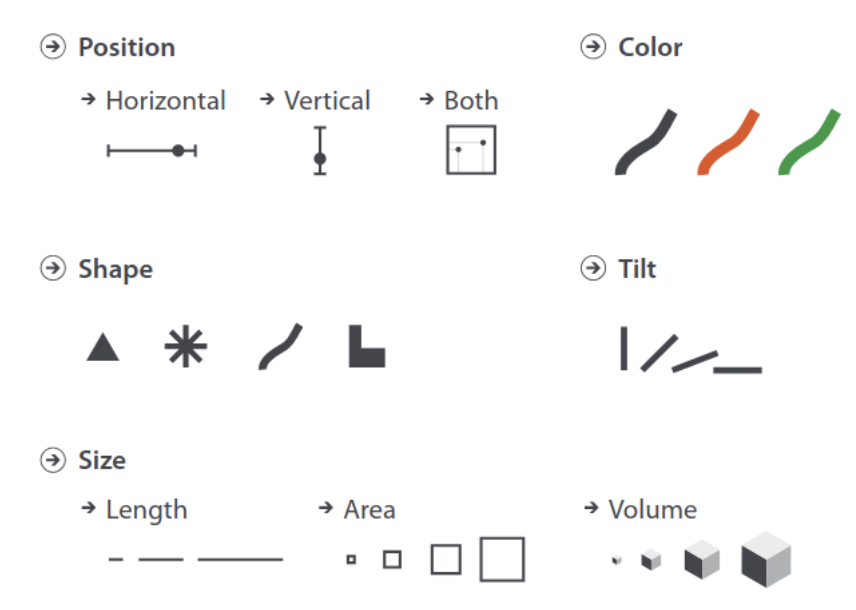 Position
Color
Horizontal
Vertical
Both
Shape
Tilt
Size
Length
Area
Volume